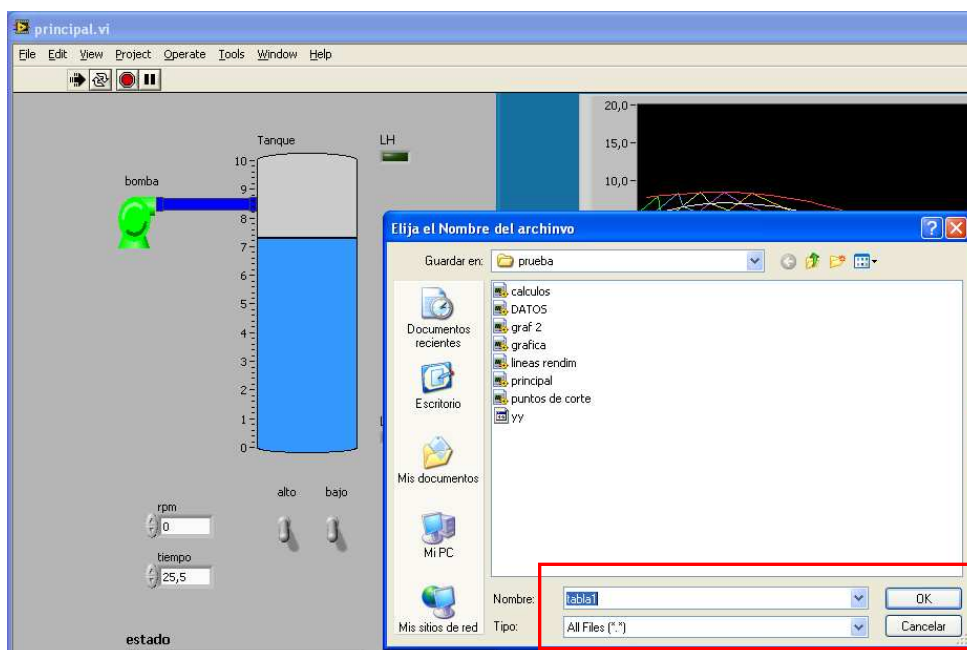 principal.vi
File Edit View Project Operate Tools Window Help
Tanque
LH
bomba
10
9
8
7
6
5
4
3
2
1
0
20,0
15,0
10,0
alto bajo
rpm
0
tiempo
25,5
estado
Elija el Nombre del archinvo
Guardar en: prueba
Documentos recientes
Escritorio
Mis documentos
Mi PC
Mis sitios de red
calculos
DATOS
graf 2
grafica
lineas rendim
principal
puntos de corte
yy
Nombre: tabla1 OK
Tipo: All Files (*.*) Cancelar